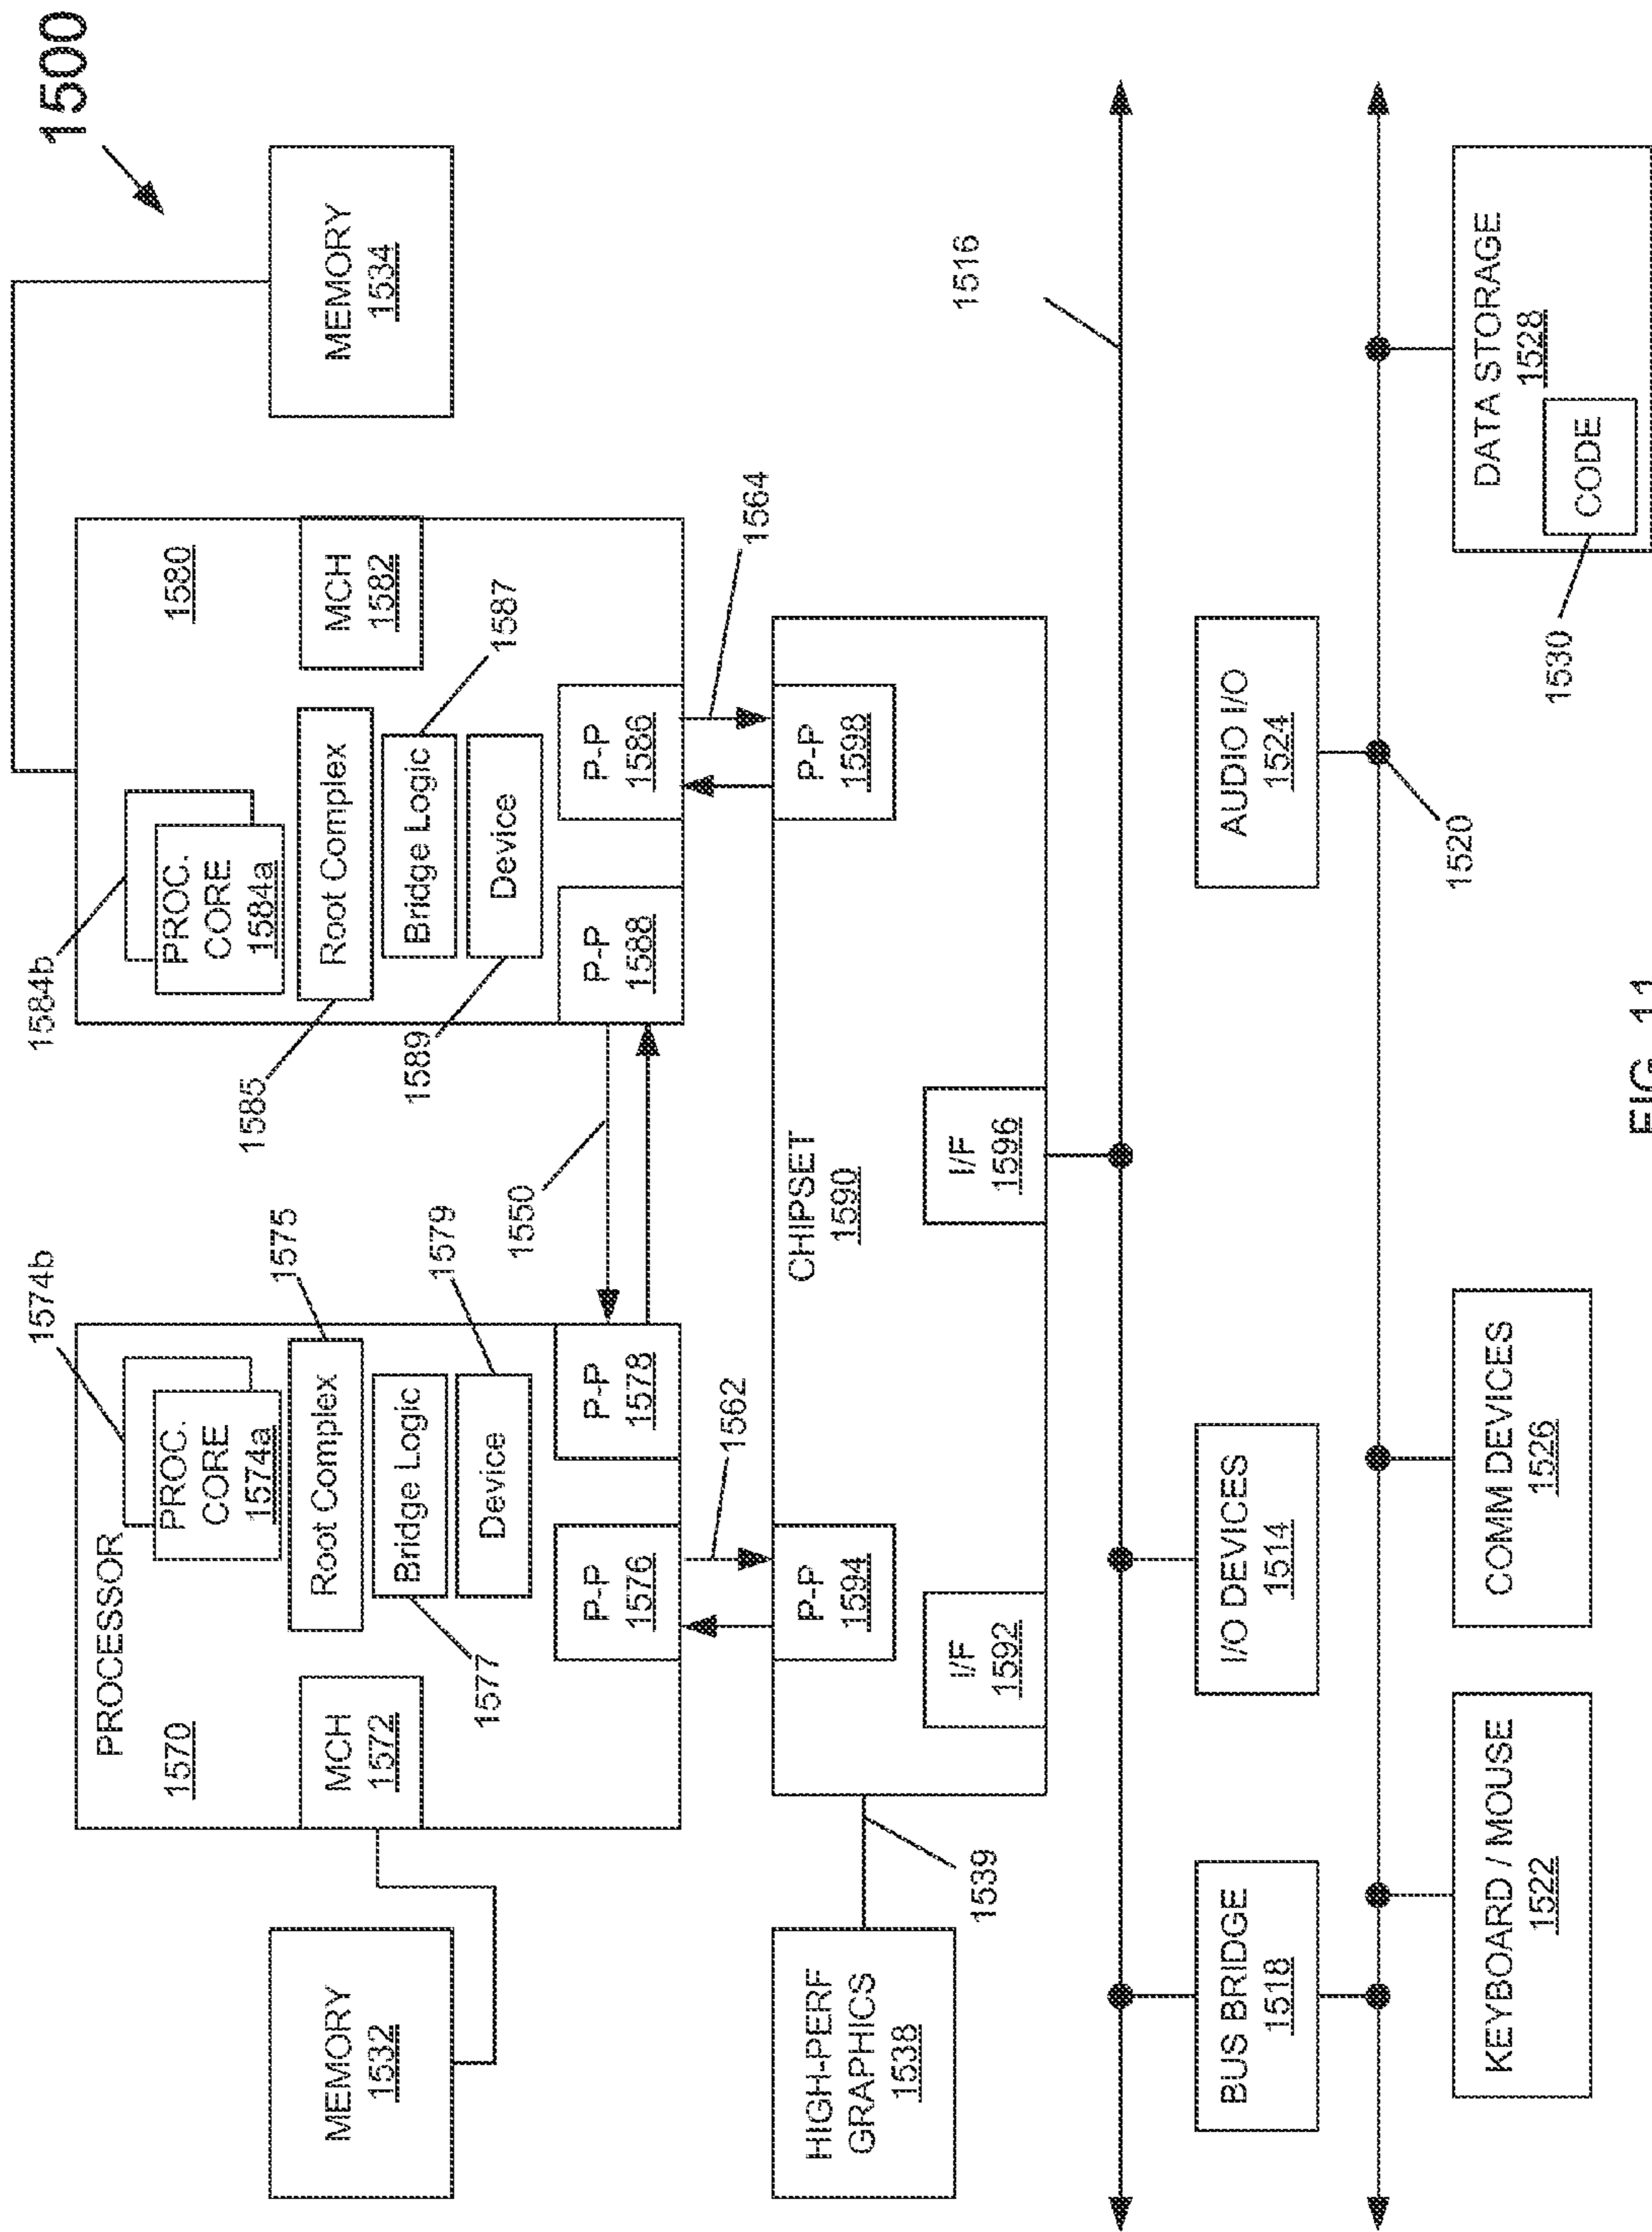 1500
PROCESSOR
1570
1574b
PROC.
CORE
1574a
Root Complex
1575
Bridge Logic
1577
Device
1579
MCH
1572
P-P
1576
P-P
1578
1550
1584b
PROC.
CORE
1584a
1580
Root Complex
1585
Bridge Logic
1587
Device
1589
MCH
1582
P-P
1588
P-P
1586
MEMORY
1532
MEMORY
1534
1562
1564
HIGH-PERF
GRAPHICS
1538
1539
P-P
1594
CHIPSET
1590
P-P
1598
I/F
1592
I/F
1596
1516
BUS BRIDGE
1518
I/O DEVICES
1514
AUDIO I/O
1524
1520
KEYBOARD / MOUSE
1522
COMM DEVICES
1526
DATA STORAGE
1528
CODE
1530
FIG. 11